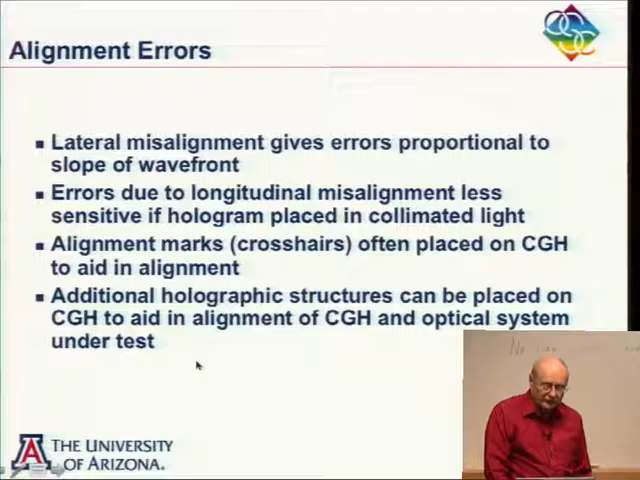 Alignment Errors
Lateral misalignment gives errors proportional to
slope of wavefront
Errors due to longitudinal misalignment less
sensitive if hologram placed in collimated light
Alignment marks (crosshairs) often placed on CGH
to aid in alignment
Additional holographic structures can be placed on
CGH to aid in alignment of CGH and optical system
under test
THE UNIVERSITY
OF ARIZONA.